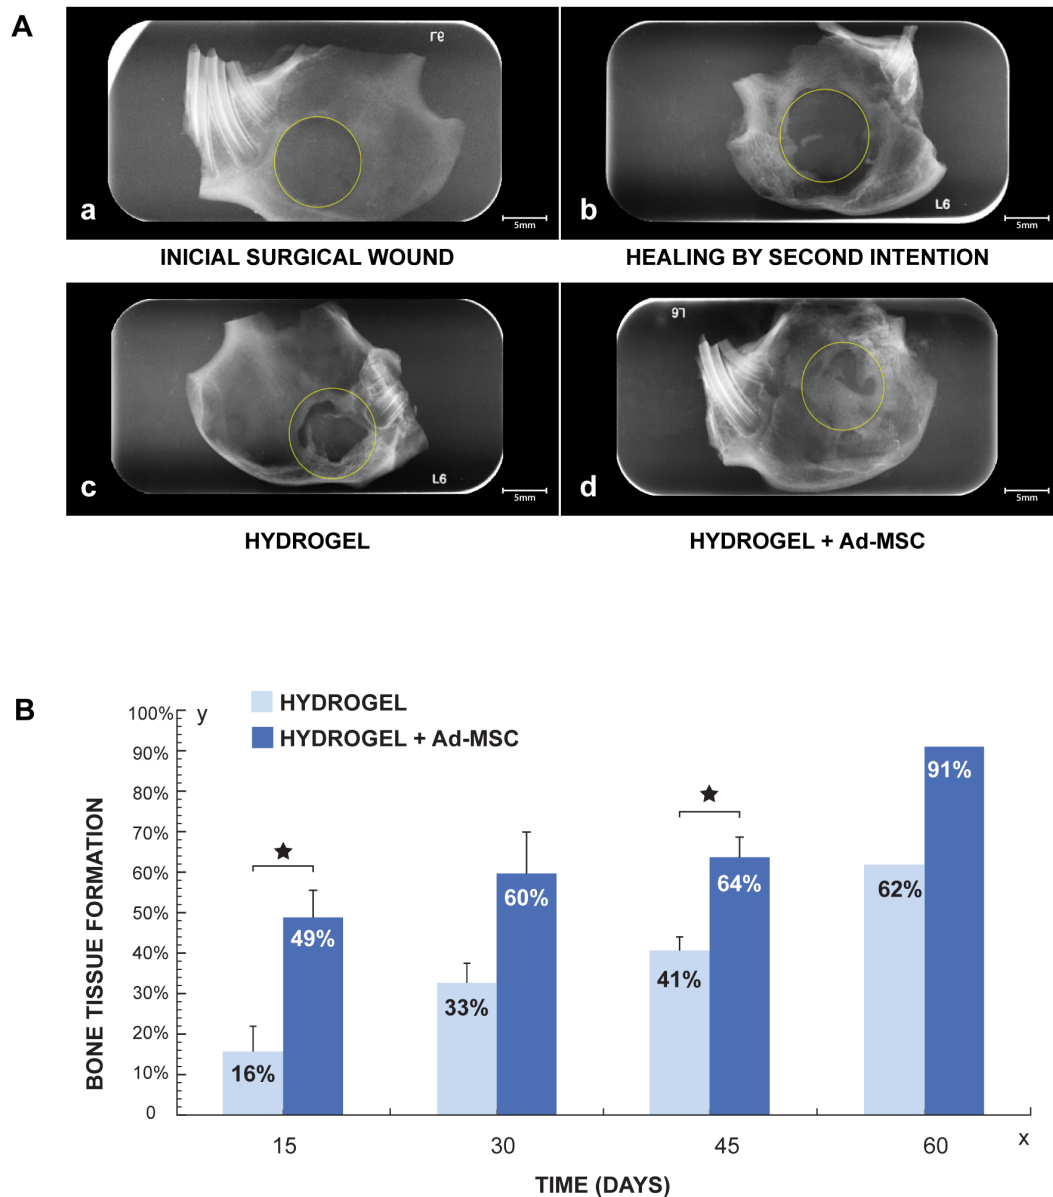 A
L6
a
5mm
L6
b
5mm
INICIAL SURGICAL WOUND
HEALING BY SECOND INTENTION
L6
c
5mm
L6
d
5mm
HYDROGEL
HYDROGEL + Ad-MSC
B
HYDROGEL
HYDROGEL + Ad-MSC
y
BONE TISSUE FORMATION
100%
90%
80%
70%
60%
50%
40%
30%
20%
10%
0
16%
49%
33%
60%
41%
64%
62%
91%
★
★
15
30
45
60
x
TIME (DAYS)